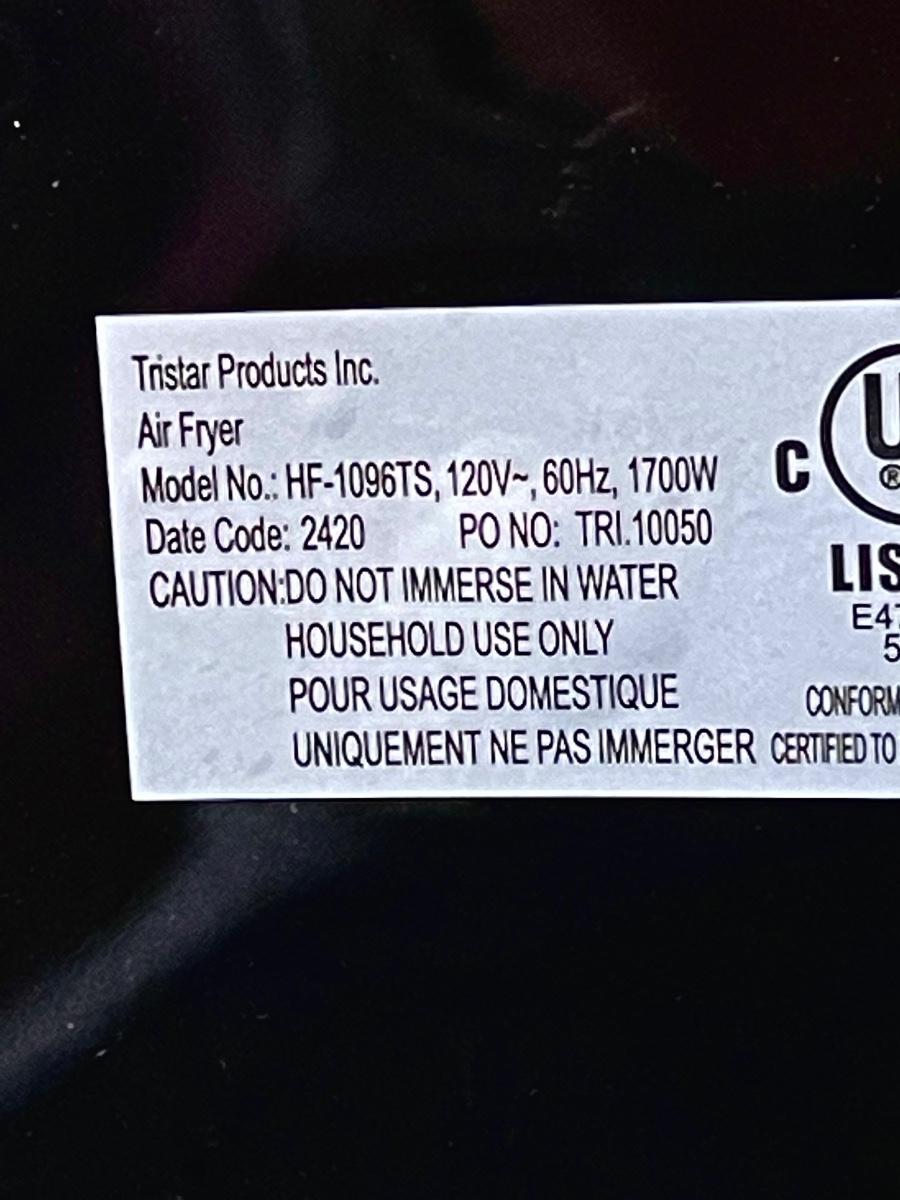 Tristar Products Inc.
Air Fryer
Model No.: HF-1096TS, 120V~, 60Hz, 1700W
Date Code: 2420 PO NO: TRI.10050
CAUTION:DO NOT IMMERSE IN WATER
HOUSEHOLD USE ONLY
POUR USAGE DOMESTIQUE
UNIQUEMENT NE PAS IMMERGER
C U ®
LIS
E47
5
CONFORM
CERTIFIED TO